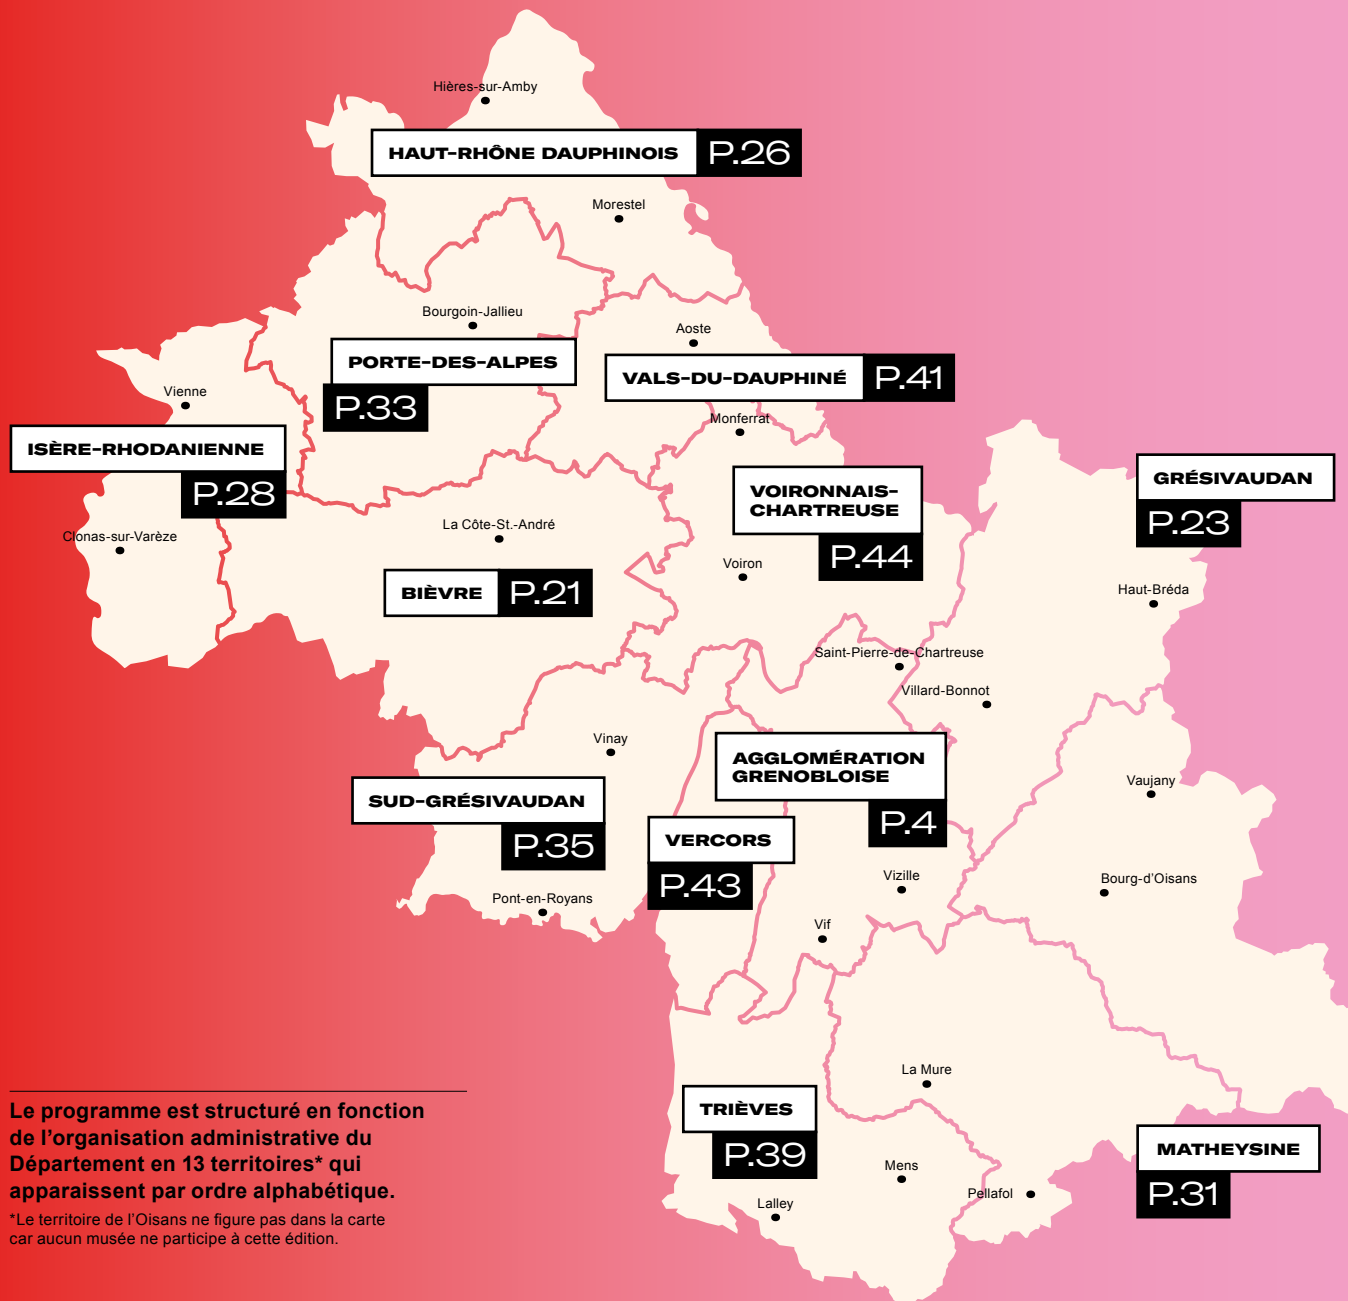 Hières-sur-Amby
HAUT-RHÔNE DAUPHINOIS P.26
Morestel
Bourgoin-Jallieu
Aoste
PORTE-DES-ALPES
P.33
VALS-DU-DAUPHINÉ P.41
Vienne
Monferrat
ISÈRE-RHODANIENNE
P.28
VOIRONNAIS-
CHARTREUSE
P.44
GRÉSIVAUDAN
P.23
La Côte-St.-André
Clonas-sur-Varèze
Voiron
BIÈVRE P.21
Haut-Bréda
Saint-Pierre-de-Chartreuse
Villard-Bonnot
Vinay
AGGLOMÉRATION
GRENOBLOISE
P.4
Vaujany
SUD-GRÉSIVAUDAN
P.35
VERCORS
P.43
Vizille
Bourg-d'Oisans
Pont-en-Royans
Vif
La Mure
TRIÈVES
P.39
MATHEYSINE
P.31
Mens
Pellafol
Lalley
Le programme est structuré en fonction
de l'organisation administrative du
Département en 13 territoires* qui
apparaissent par ordre alphabétique.
*Le territoire de l'Oisans ne figure pas dans la carte
car aucun musée ne participe à cette édition.